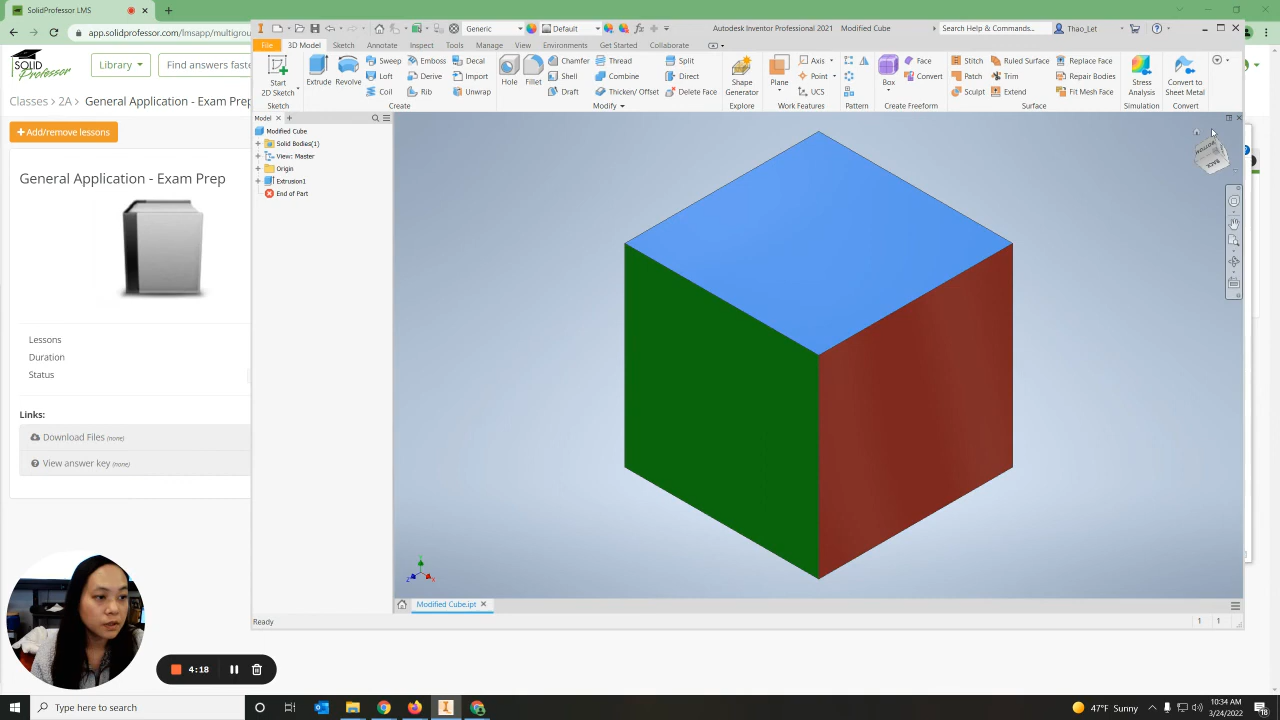 SolidProfessor LMS
app.solidprofessor.com/lmsapp/multigrou
SOLID Professor
Library
Find answers faste
Classes > 2A > General Application - Exam Prep
+ Add/remove lessons
General Application - Exam Prep
Lessons
Duration
Status
Links:
Download Files (none)
View answer key (none)
4:18
Generic
Default
Autodesk Inventor Professional 2021 Modified Cube
Search Help & Commands...
Thao_Let
File 3D Model Sketch Annotate Inspect Tools Manage View Environments Get Started Collaborate
Start
2D Sketch
Sketch
Extrude
Revolve
Sweep
Loft
Coil
Emboss
Derive
Rib
Decal
Import
Unwrap
Create
Hole
Fillet
Chamfer
Shell
Draft
Thread
Combine
Thicken/Offset
Split
Direct
Delete Face
Modify
Shape
Generator
Explore
Plane
Axis
Point
UCS
Work Features
Pattern
Box
Face
Convert
Create Freeform
Stitch
Patch
Sculpt
Ruled Surface
Trim
Extend
Replace Face
Repair Bodies
Fit Mesh Face
Surface
Stress
Analysis
Simulation
Convert to
Sheet Metal
Convert
Model
Modified Cube
Solid Bodies(1)
View: Master
Origin
Extrusion1
End of Part
BOTTOM
BACK
Y
Z X
Modified Cube.ipt
Ready
1 1
Type here to search
47°F Sunny
10:34 AM
3/24/2022
18